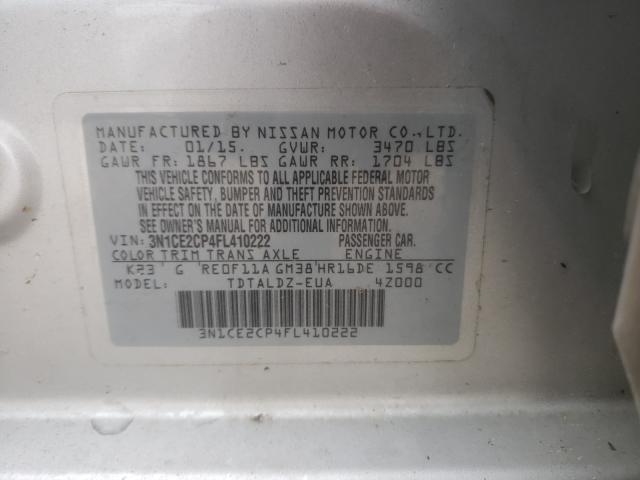 MANUFACTURED BY NISSAN MOTOR CO.,LTD.
DATE: 01/15. GVWR: 3470 LBS
GAWR FR: 1867 LBS GAWR RR: 1704 LBS
THIS VEHICLE CONFORMS TO ALL APPLICABLE FEDERAL MOTOR
VEHICLE SAFETY, BUMPER AND THEFT PREVENTION STANDARDS
IN EFFECT ON THE DATE OF MANUFACTURE SHOWN ABOVE.
SEE OWNER'S MANUAL FOR ADDITIONAL INFORMATION.
VIN: 3N1CE2CP4FL410222 PASSENGER CAR.
COLOR TRIM TRANS AXLE ENGINE
K23 G RE0F11A GM38 HR16DE 1598 CC
MODEL: TDTALDZ-EUA 4Z000
3N1CE2CP4FL410222